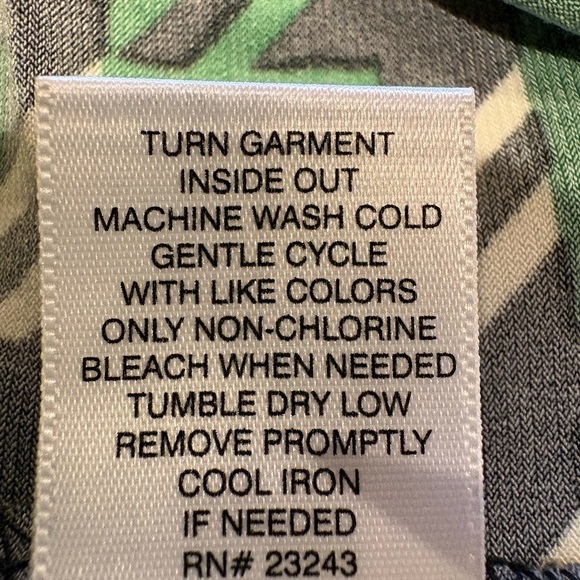 TURN GARMENT
INSIDE OUT
MACHINE WASH COLD
GENTLE CYCLE
WITH LIKE COLORS
ONLY NON-CHLORINE
BLEACH WHEN NEEDED
TUMBLE DRY LOW
REMOVE PROMPTLY
COOL IRON
IF NEEDED
RN# 23243